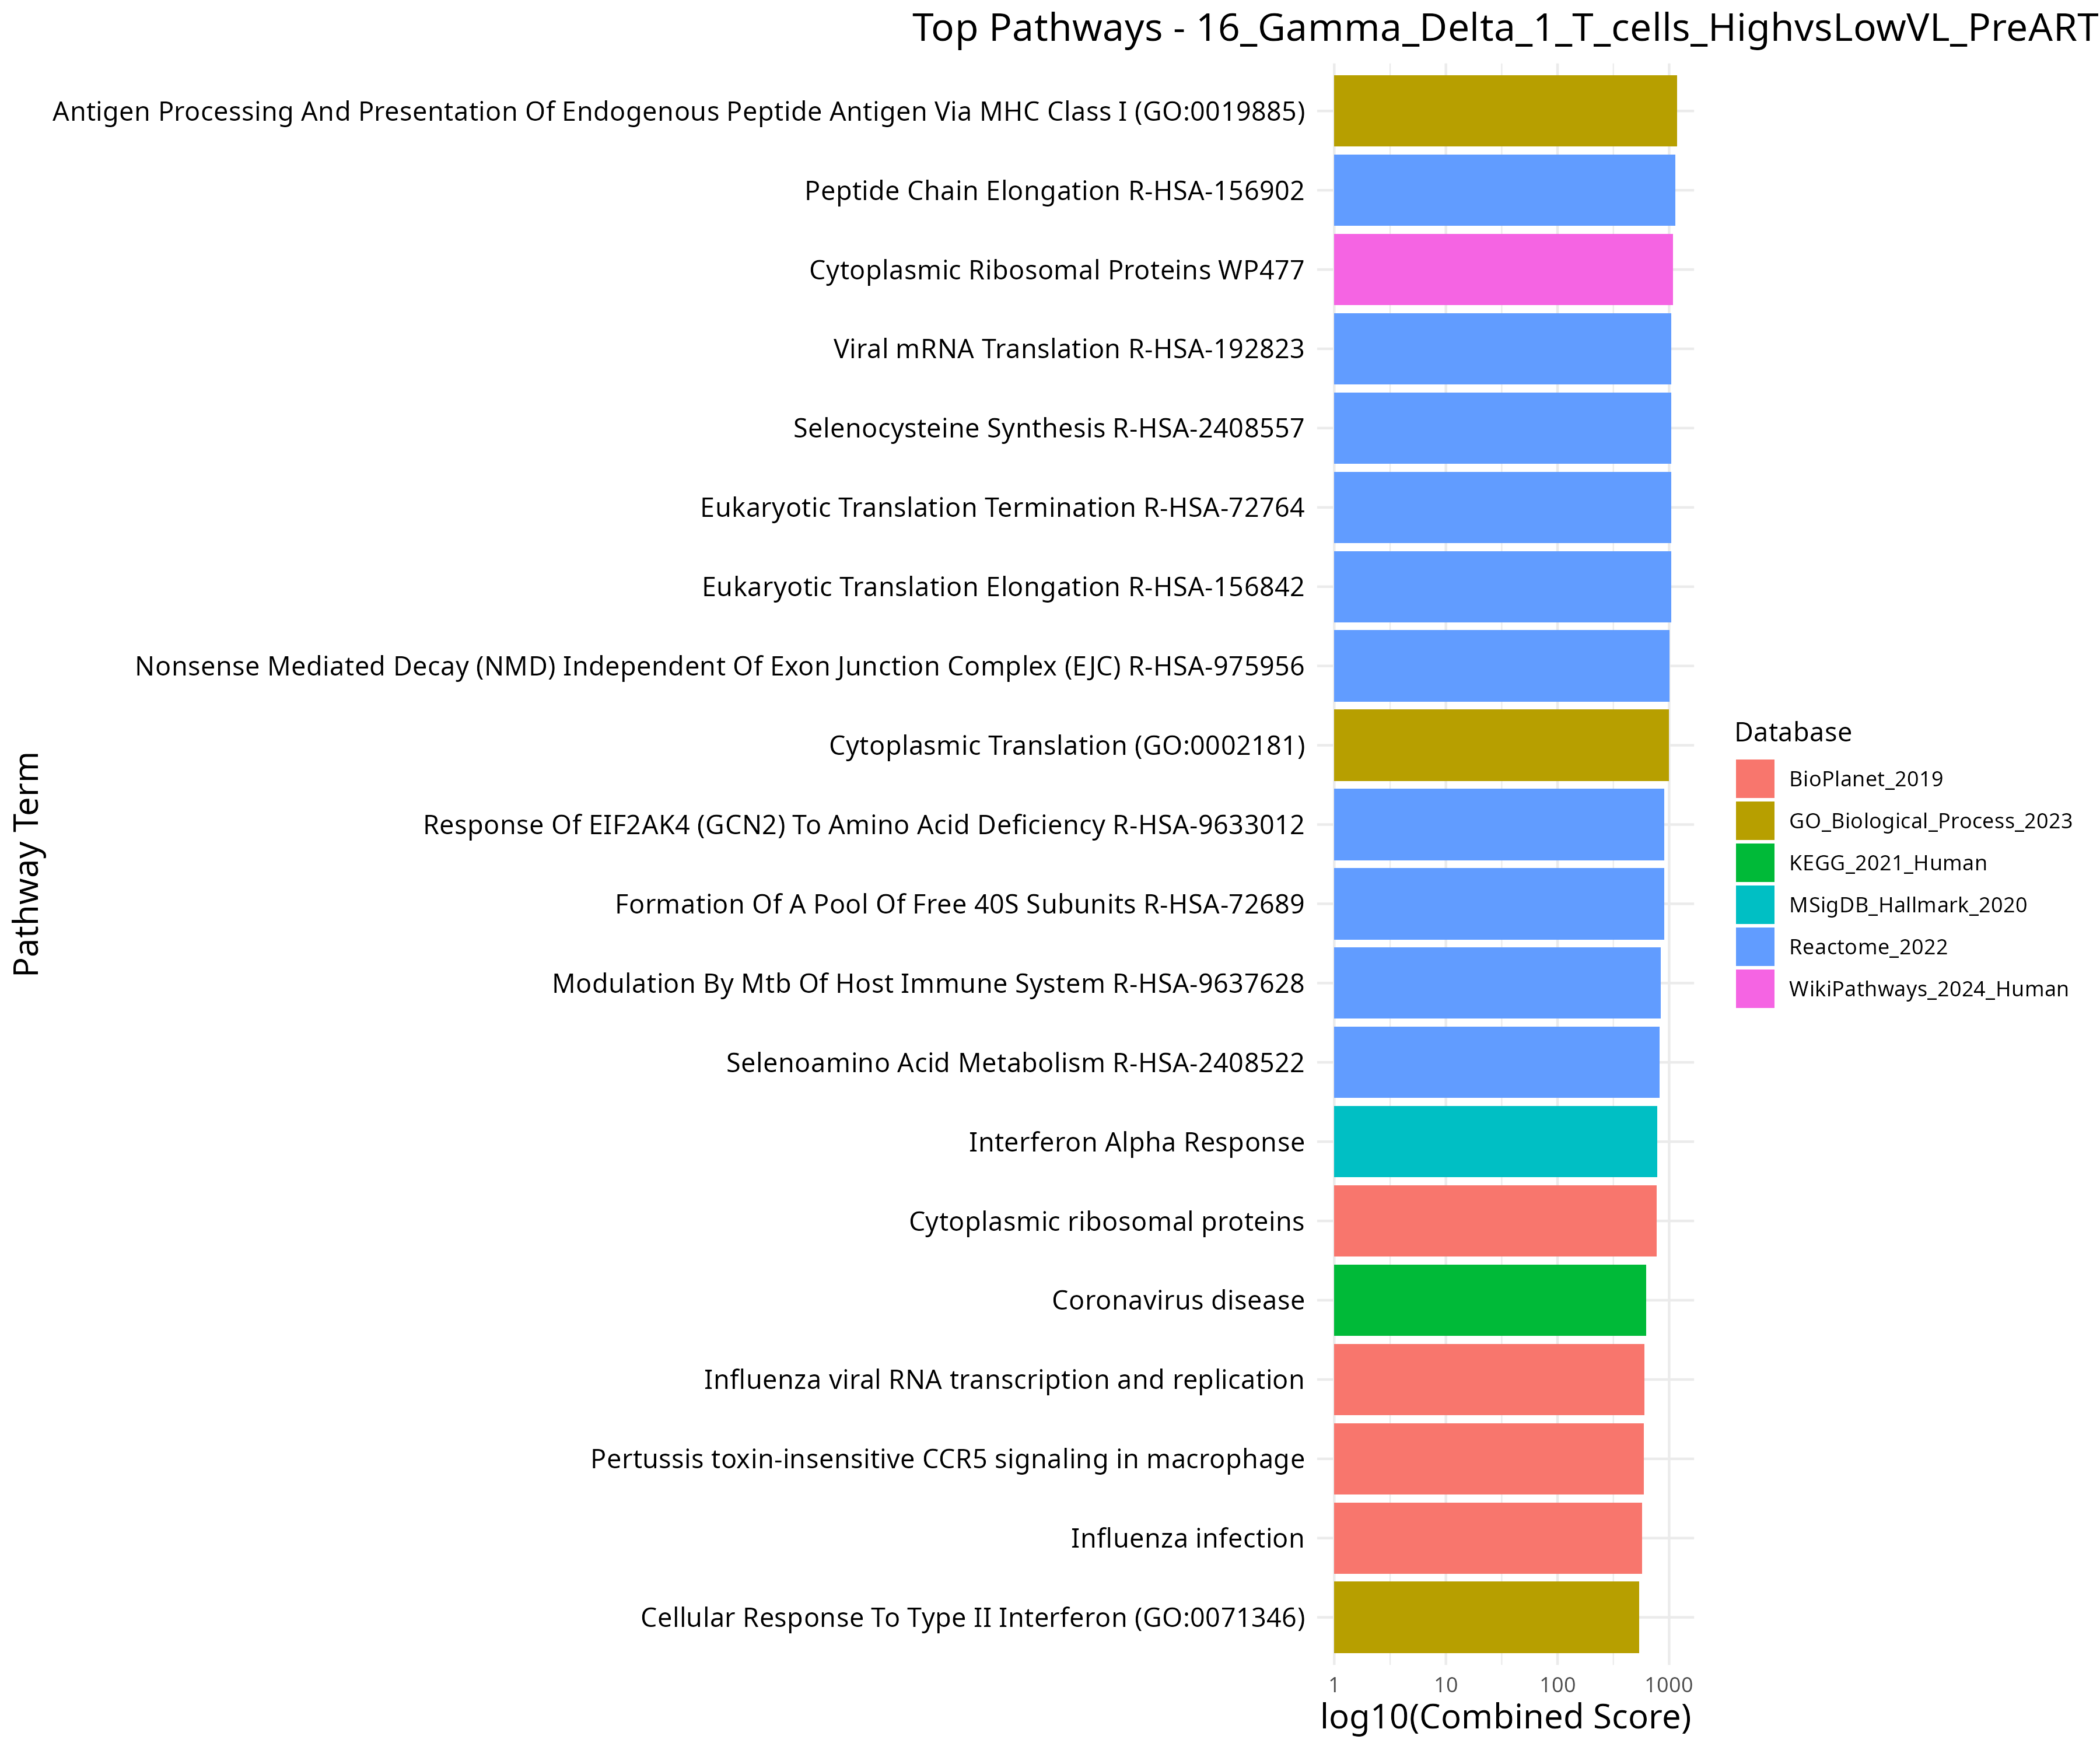 Top Pathways - 16_Gamma_Delta_1_T_cells_HighvsLowVL_PreART
Pathway Term
Antigen Processing And Presentation Of Endogenous Peptide Antigen Via MHC Class I (GO:0019885)
Peptide Chain Elongation R-HSA-156902
Cytoplasmic Ribosomal Proteins WP477
Viral mRNA Translation R-HSA-192823
Selenocysteine Synthesis R-HSA-2408557
Eukaryotic Translation Termination R-HSA-72764
Eukaryotic Translation Elongation R-HSA-156842
Nonsense Mediated Decay (NMD) Independent Of Exon Junction Complex (EJC) R-HSA-975956
Cytoplasmic Translation (GO:0002181)
Response Of EIF2AK4 (GCN2) To Amino Acid Deficiency R-HSA-9633012
Formation Of A Pool Of Free 40S Subunits R-HSA-72689
Modulation By Mtb Of Host Immune System R-HSA-9637628
Selenoamino Acid Metabolism R-HSA-2408522
Interferon Alpha Response
Cytoplasmic ribosomal proteins
Coronavirus disease
Influenza viral RNA transcription and replication
Pertussis toxin-insensitive CCR5 signaling in macrophage
Influenza infection
Cellular Response To Type II Interferon (GO:0071346)
1 10 100 1000
log10(Combined Score)
Database
BioPlanet_2019
GO_Biological_Process_2023
KEGG_2021_Human
MSigDB_Hallmark_2020
Reactome_2022
WikiPathways_2024_Human